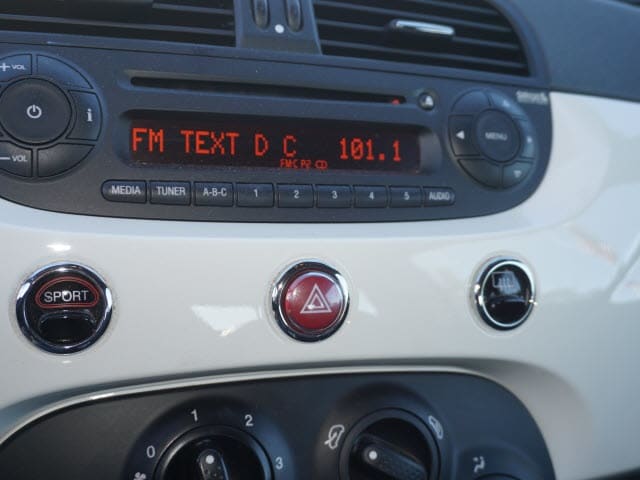 + VOL
i
- VOL
FM TEXT D C 101.1
FMC P2 CD
MENU
MEDIA TUNER A-B-C 1 2 3 4 5 AUDIO
SPORT
0 1 2 3